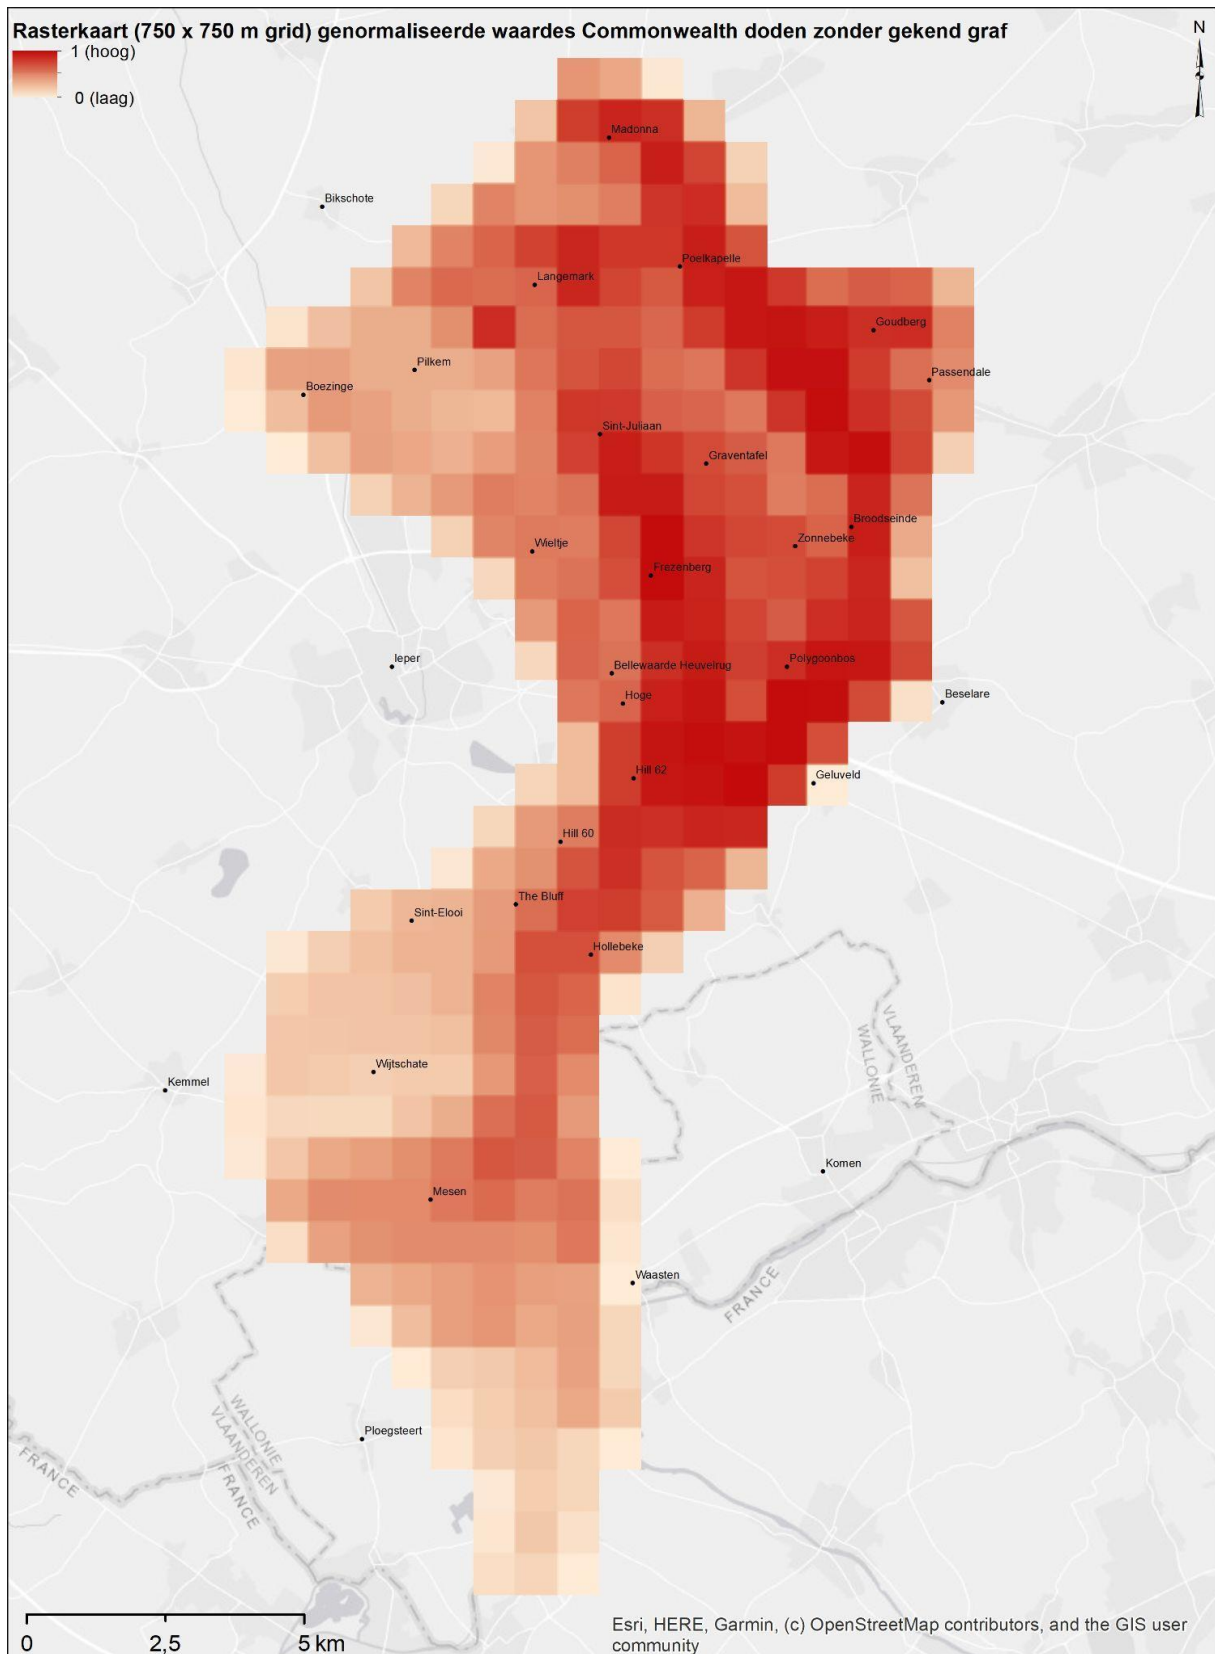 Rasterkaart (750 x 750 m grid) genormaliseerde waardes Commonwealth doden zonder gekend graf
1 (hoog)
0 (laag)
N
Madonna
Bikschote
Poelkapelle
Langemark
Goudberg
Pilkem
Passendale
Boezinge
Sint-Juliaan
Graventafel
Broodseinde
Zonnebeke
Wieltje
Frezenberg
Ieper
Bellewaarde Heuvelrug
Polygoonbos
Hoge
Beselare
Hill 62
Geluveld
Hill 60
The Bluff
Sint-Elooi
Hollebeke
VLAANDEREN
WALLONIE
Wijtschate
Kemmel
Komen
Mesen
Waasten
FRANCE
Ploegsteert
WALLONIE
VLAANDEREN
FRANCE
FRANCE
0 2,5 5 km
Esri, HERE, Garmin, (c) OpenStreetMap contributors, and the GIS user
community